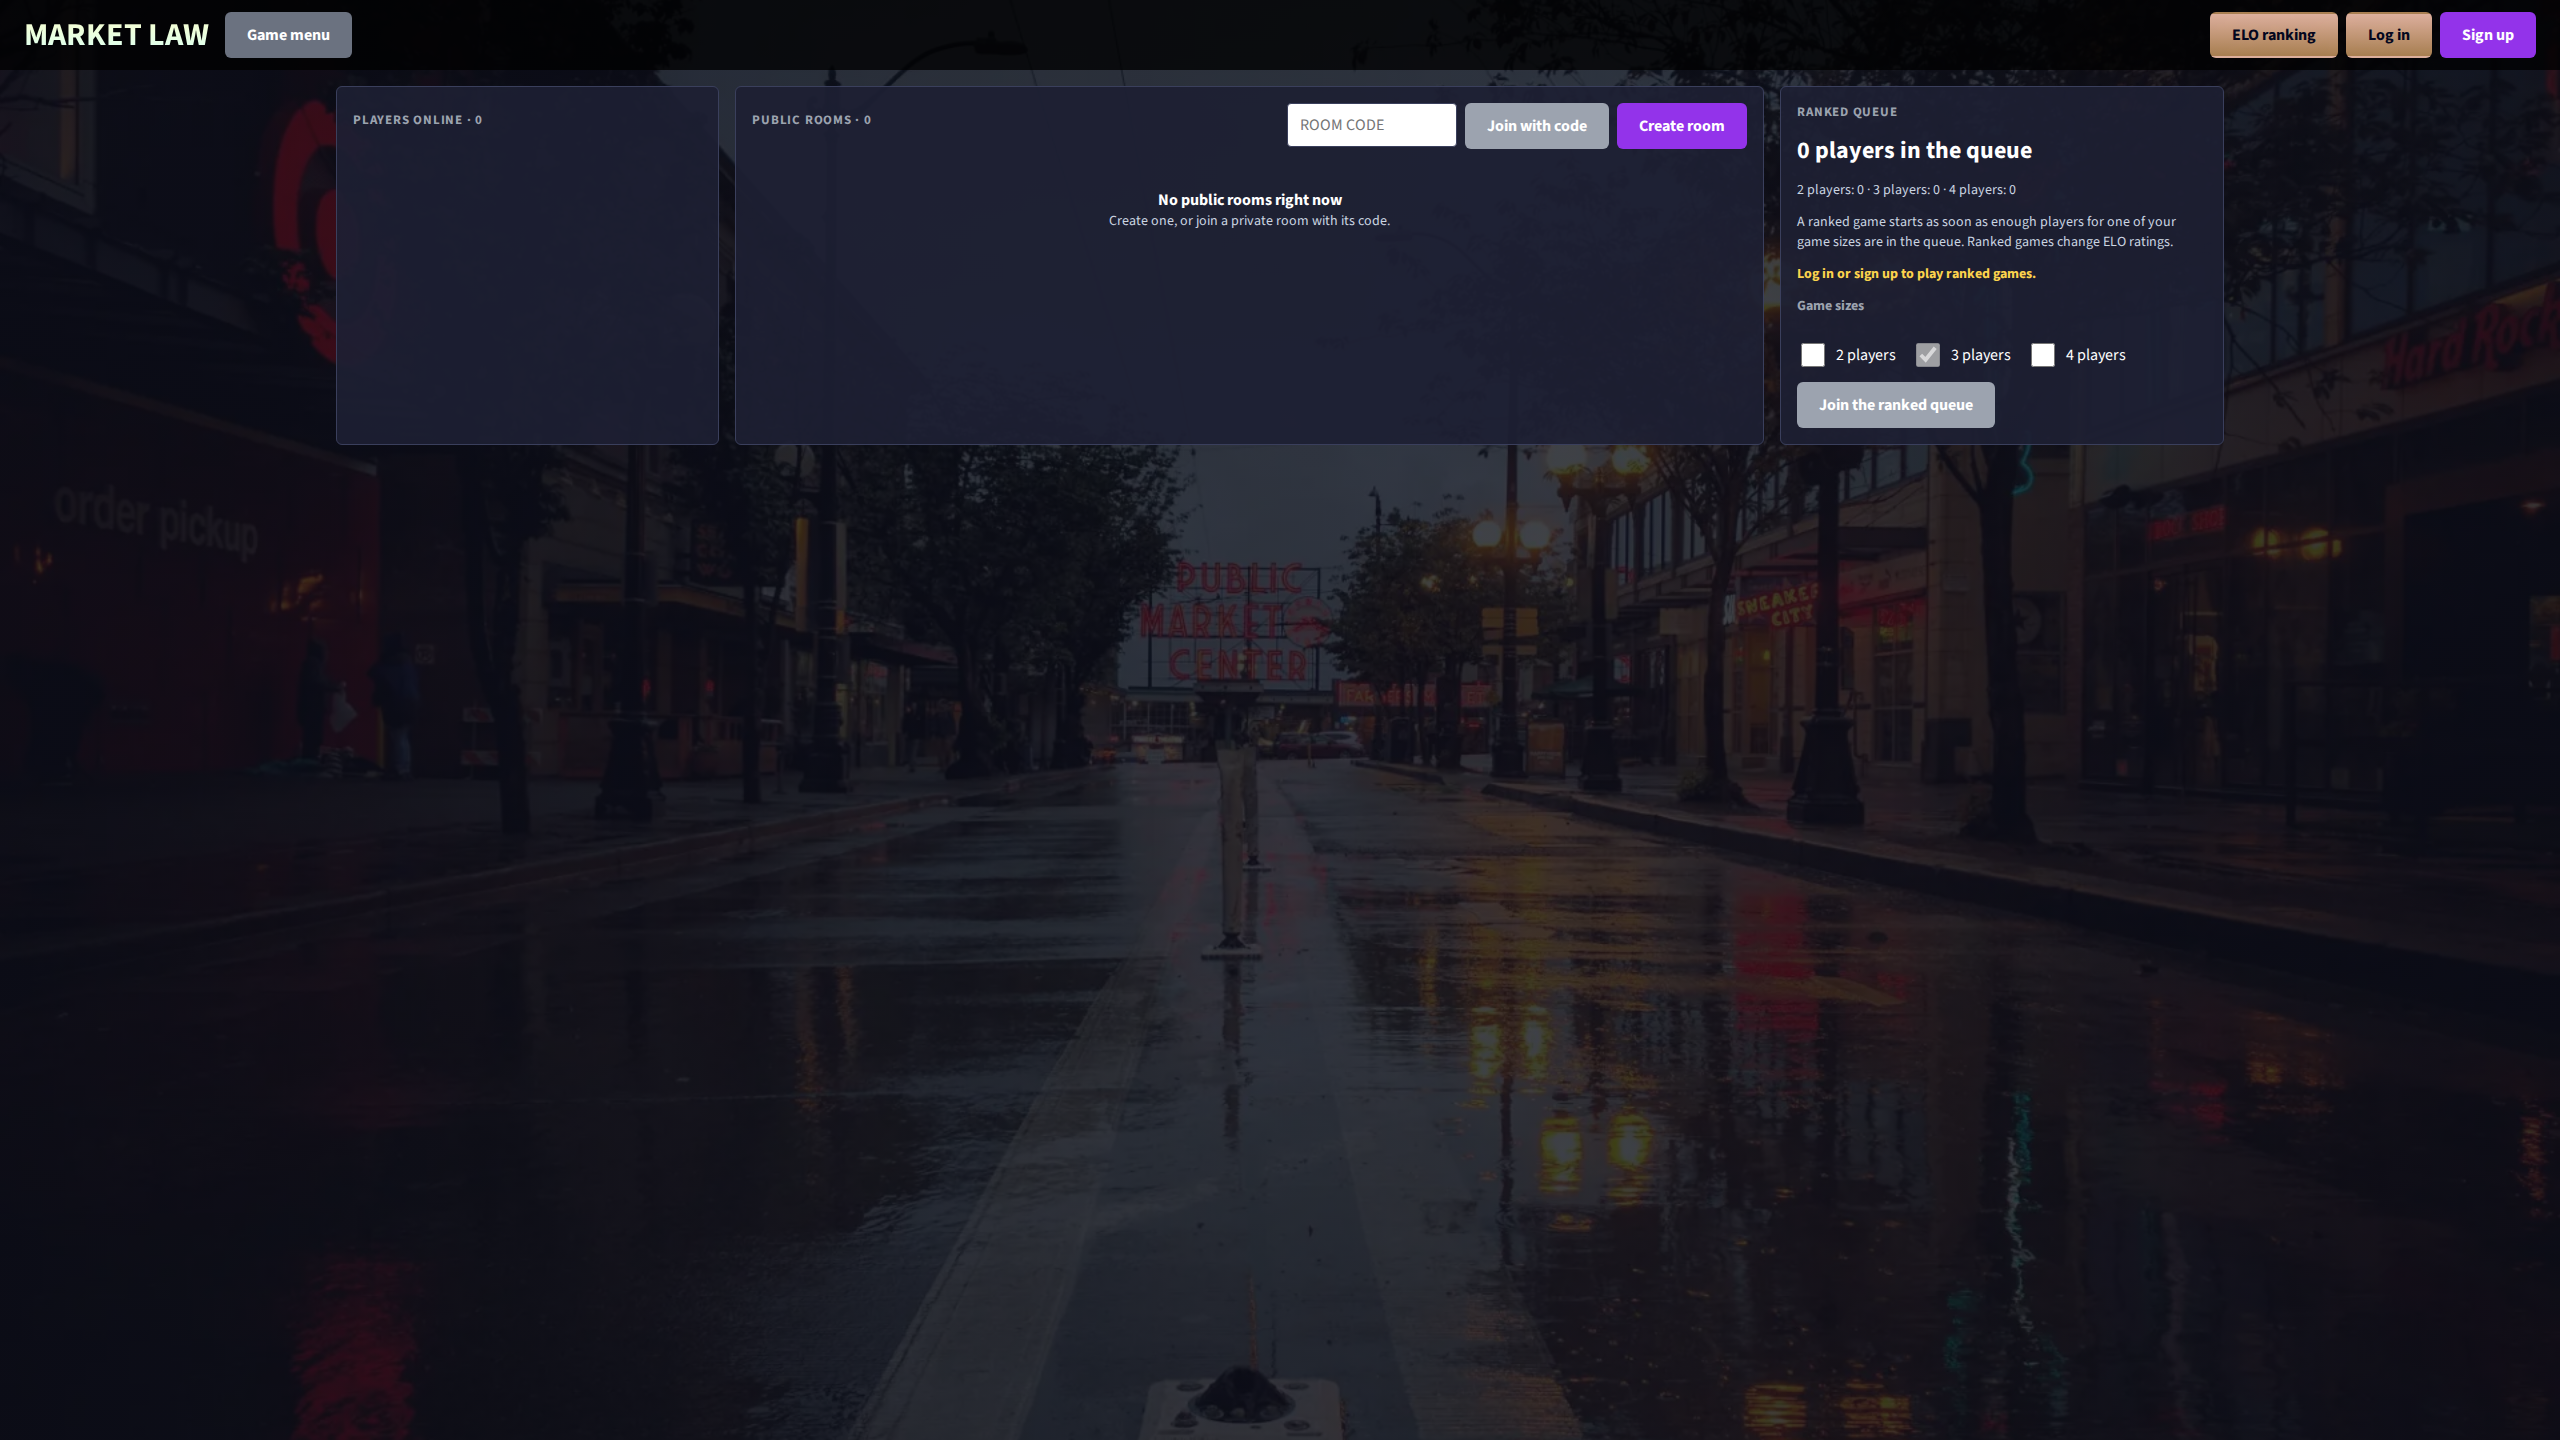 MARKET LAW
Game menu
ELO ranking
Log in
Sign up
PLAYERS ONLINE · 0
PUBLIC ROOMS · 0
ROOM CODE
Join with code
Create room
No public rooms right now
Create one, or join a private room with its code.
RANKED QUEUE
0 players in the queue
2 players: 0 · 3 players: 0 · 4 players: 0
A ranked game starts as soon as enough players for one of your
game sizes are in the queue. Ranked games change ELO ratings.
Log in or sign up to play ranked games.
Game sizes
2 players
3 players
4 players
Join the ranked queue
Hard Rock
order pickup
PUBLIC
MARKET
CENTER
SNEAKER
CITY